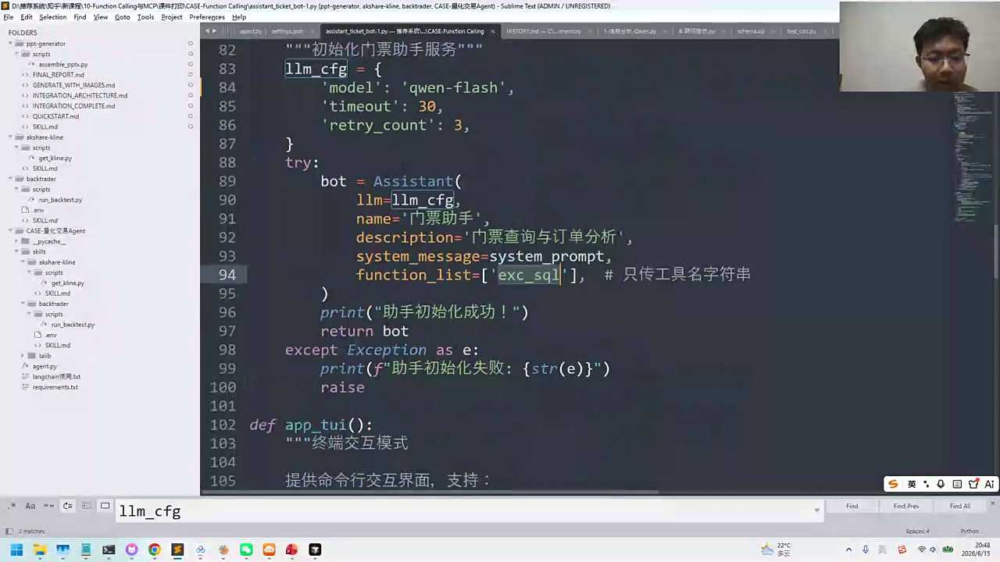 D:\推荐系统\知乎\新课程\10-Function Calling与MCP\课件打印\CASE-Function Calling\assistant_ticket_bot-1.py (ppt-generator, akshare-kline, backtrader, CASE-量化交易Agent) - Sublime Text (ADMIN / UNREGISTERED)
File Edit Selection Find View Goto Tools Project Preferences Help
FOLDERS
ppt-generator
scripts
assemble_pptx.py
FINAL_REPORT.md
GENERATE_WITH_IMAGES.md
INTEGRATION_ARCHITECTURE.md
INTEGRATION_COMPLETE.md
QUICKSTART.md
SKILL.md
akshare-kline
scripts
get_kline.py
SKILL.md
backtrader
scripts
run_backtest.py
.env
SKILL.md
CASE-量化交易Agent
__pycache__
skills
akshare-kline
scripts
get_kline.py
SKILL.md
backtrader
scripts
run_backtest.py
.env
SKILL.md
talib
agent.py
langchain使用.txt
requirements.txt
agent.py
settings.json
assistant_ticket_bot-1.py — 推荐系统\...\CASE-Function Calling
HISTORY.md — C:\...\memory
schema.sql
test_calc.py
82 """初始化门票助手服务"""
83 llm_cfg = {
84 'model': 'qwen-flash',
85 'timeout': 30,
86 'retry_count': 3,
87 }
88 try:
89 bot = Assistant(
90 llm=llm_cfg,
91 name='门票助手',
92 description='门票查询与订单分析',
93 system_message=system_prompt,
94 function_list=['exc_sql'], # 只传工具名字符串
95 )
96 print("助手初始化成功！")
97 return bot
98 except Exception as e:
99 print(f"助手初始化失败: {str(e)}")
100 raise
101
102 def app_tui():
103 """终端交互模式
104
105 提供命令行交互界面，支持：
英
Aa
llm_cfg
Find
Find Prev
Find All
2 matches
Spaces: 4
Python
22°C
多云
英
20:48
2026/6/15